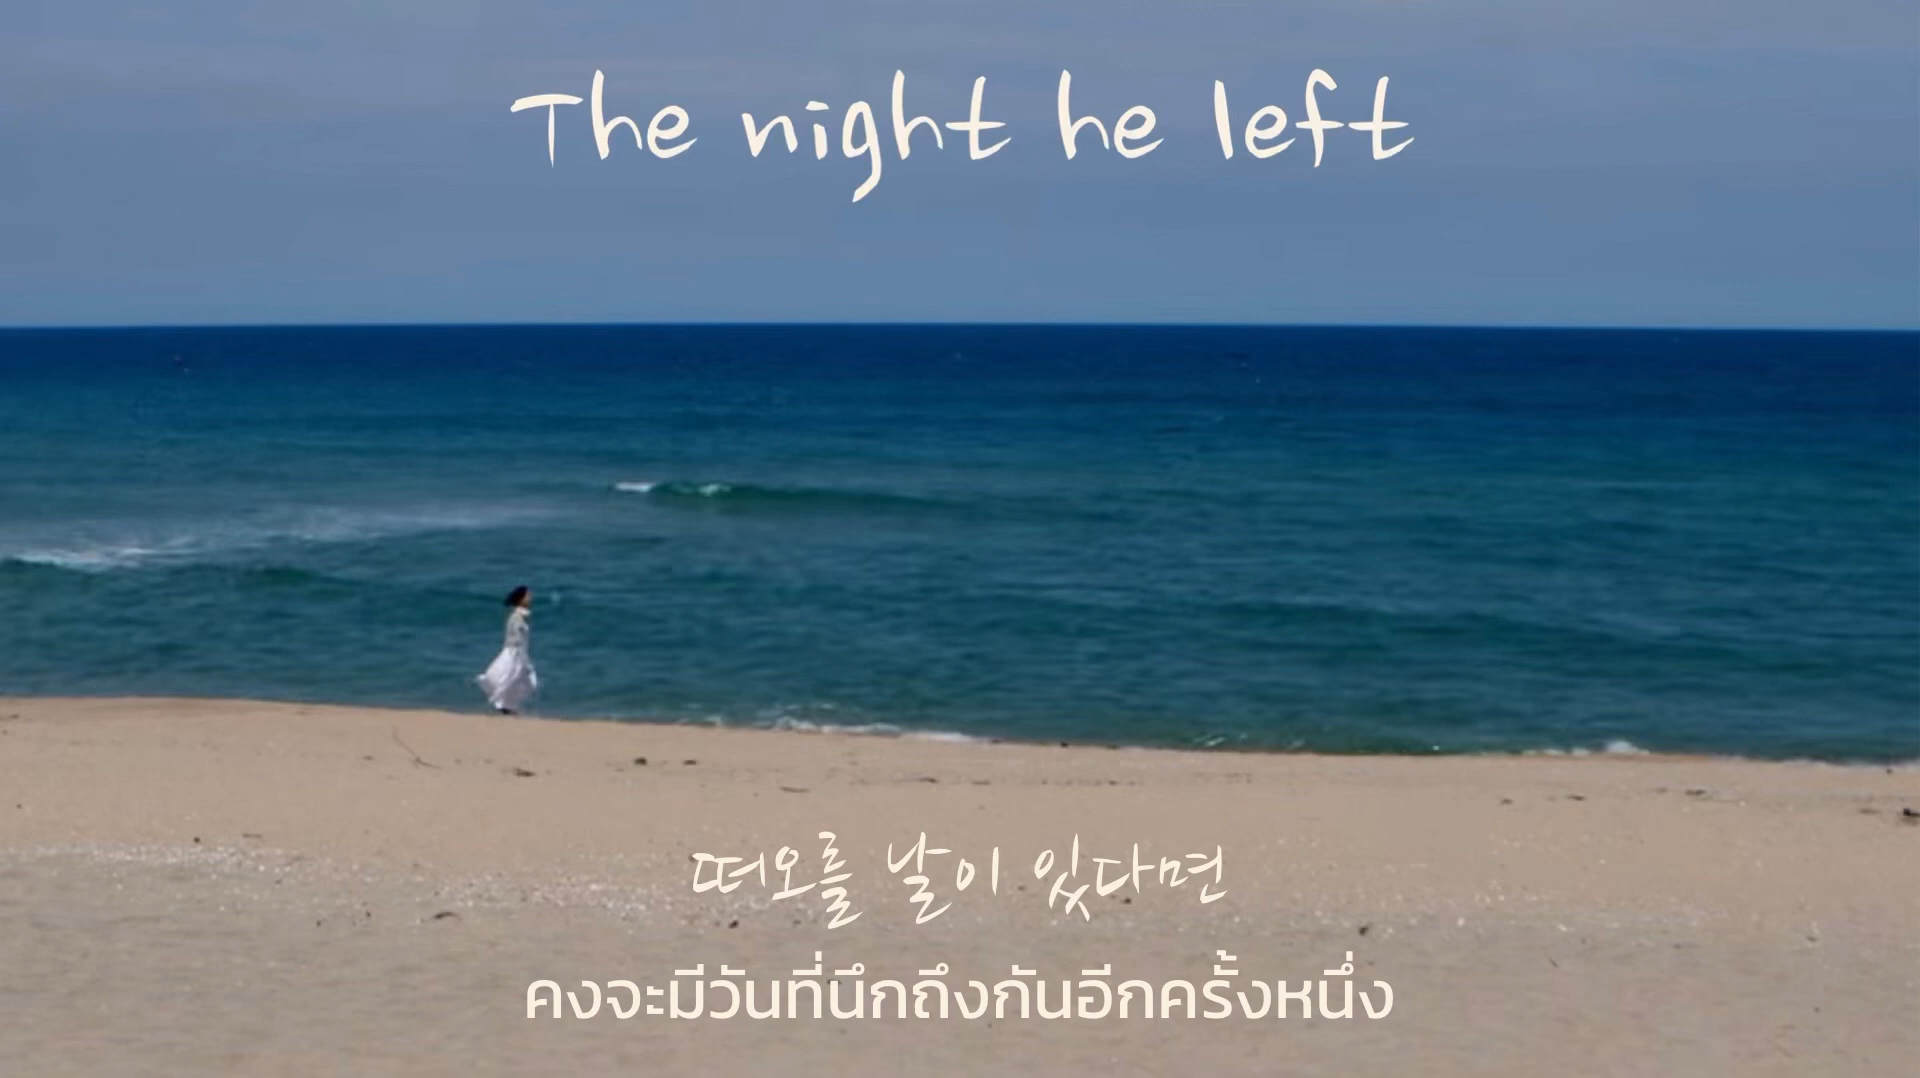 The night he left
떠오를 날이 있다면
คงจะมีวันที่นึกถึงกันอีกครั้งหนึ่ง